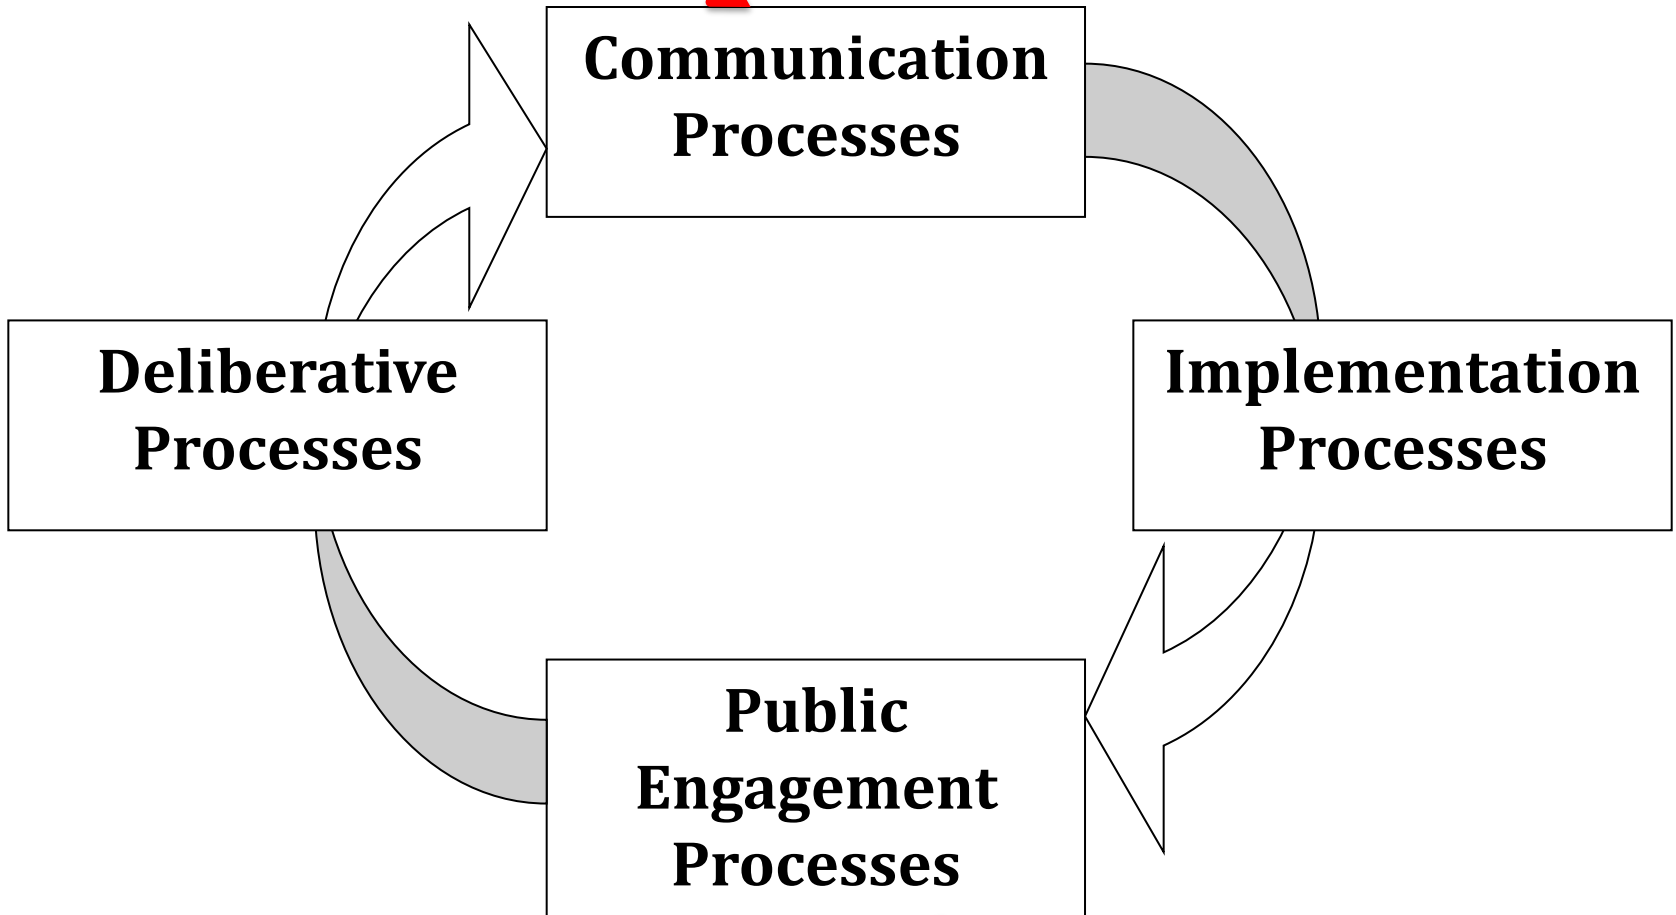 Communication
Processes
Deliberative
Processes
Implementation
Processes
Public
Engagement
Processes